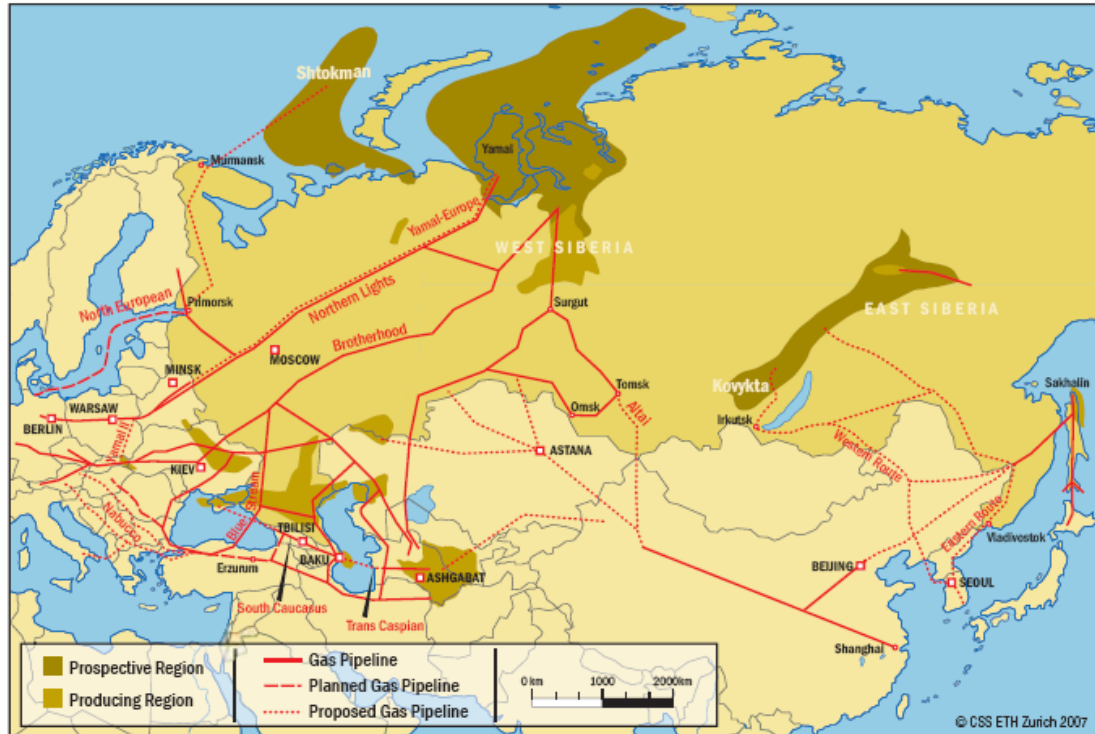 Shtokman
Murmansk
Yamal
Yamal-Europe
WEST SIBERIA
Northern Lights
North European
Primorsk
Brotherhood
Surgut
EAST SIBERIA
MOSCOW
MINSK
Tomsk
Kovykta
Sakhalin
WARSAW
BERLIN
Omsk
Altai
Irkutsk
Yamal II
KIEV
ASTANA
Western Route
Nabucco
Blue Stream
Eastern Route
Vladivostok
TBILISI
BAKU
Erzurum
ASHGABAT
BEIJING
SEOUL
South Caucasus
Trans Caspian
Shanghai
Prospective Region
Producing Region
Gas Pipeline
Planned Gas Pipeline
Proposed Gas Pipeline
0 km 1000 2000km
© CSS ETH Zurich 2007